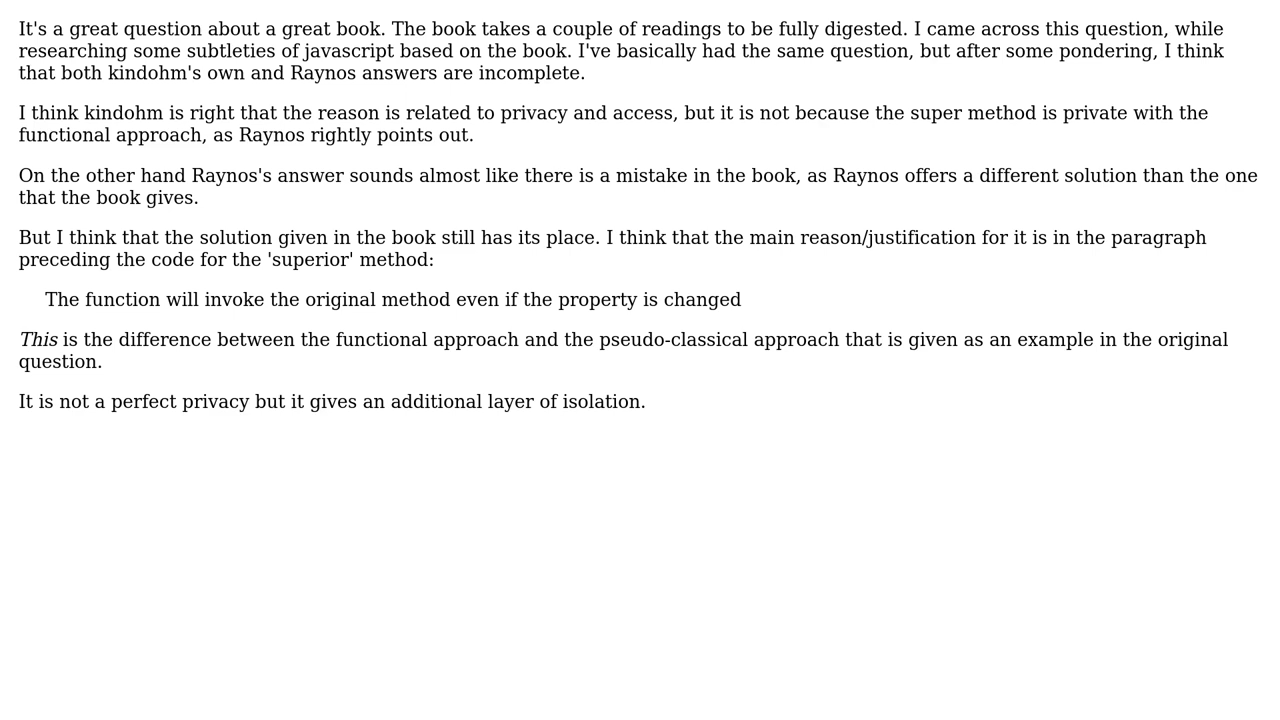 It's a great question about a great book. The book takes a couple of readings to be fully digested. I came across this question, while
researching some subtleties of javascript based on the book. I've basically had the same question, but after some pondering, I think
that both kindohm's own and Raynos answers are incomplete.
I think kindohm is right that the reason is related to privacy and access, but it is not because the super method is private with the
functional approach, as Raynos rightly points out.
On the other hand Raynos's answer sounds almost like there is a mistake in the book, as Raynos offers a different solution than the one
that the book gives.
But I think that the solution given in the book still has its place. I think that the main reason/justification for it is in the paragraph
preceding the code for the 'superior' method:
The function will invoke the original method even if the property is changed
This is the difference between the functional approach and the pseudo-classical approach that is given as an example in the original
question.
It is not a perfect privacy but it gives an additional layer of isolation.